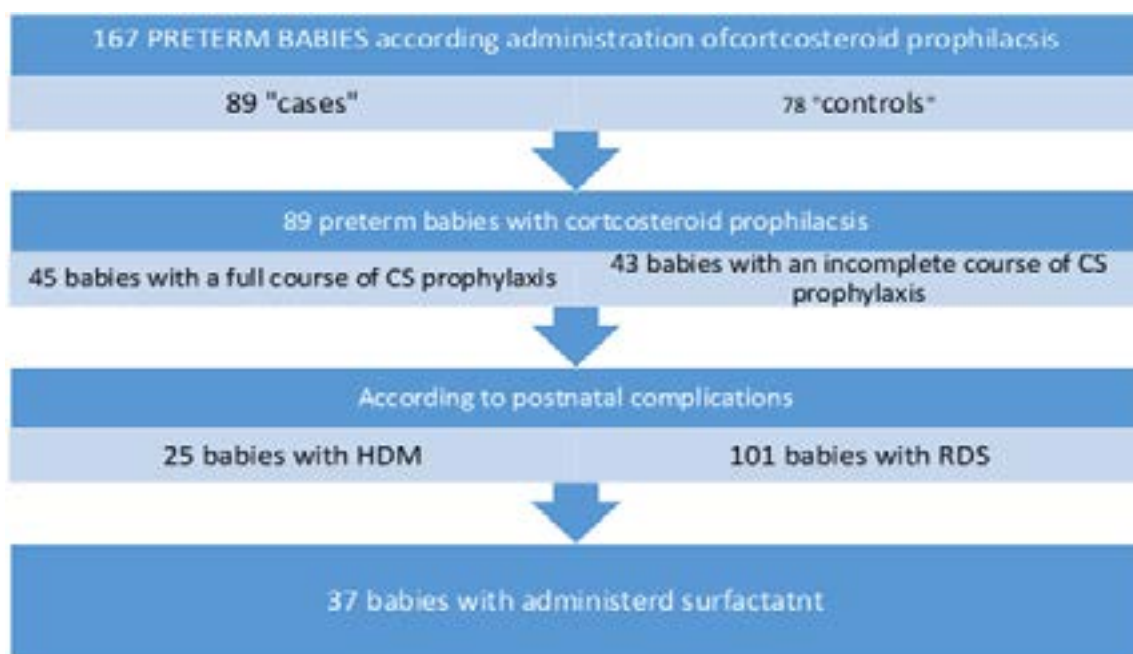 167 PRETERM BABIES according administration ofcortcosteroid prophilacsis
89 "cases"
78 "controls"
89 preterm babies with cortcosteroid prophilacsis
45 babies with a full course of CS prophylaxis
43 babies with an incomplete course of CS
prophylaxis
According to postnatal complications
25 babies with HDM
101 babies with RDS
37 babies with administerd surfactatnt